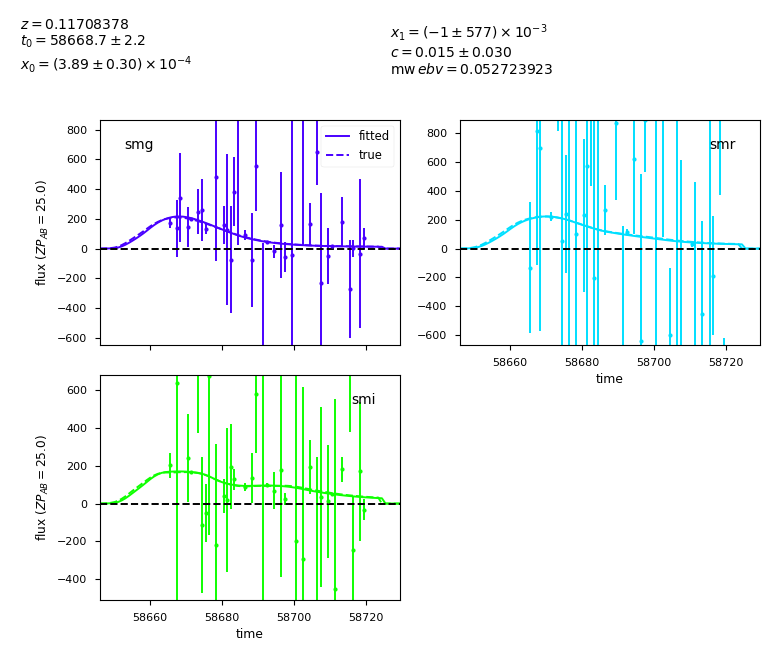 z = 0.11708378
t₀ = 58668.7 ± 2.2
x₀ = (3.89 ± 0.30) × 10⁻⁴
x₁ = (−1 ± 577) × 10⁻³
c = 0.015 ± 0.030
mw ebv = 0.052723923
smg
fitted
true
800
600
400
200
0
−200
−400
−600
flux (ZP_AB = 25.0)
smr
800
600
400
200
0
−200
−400
−600
58660 58680 58700 58720
time
smi
600
400
200
0
−200
−400
flux (ZP_AB = 25.0)
58660 58680 58700 58720
time